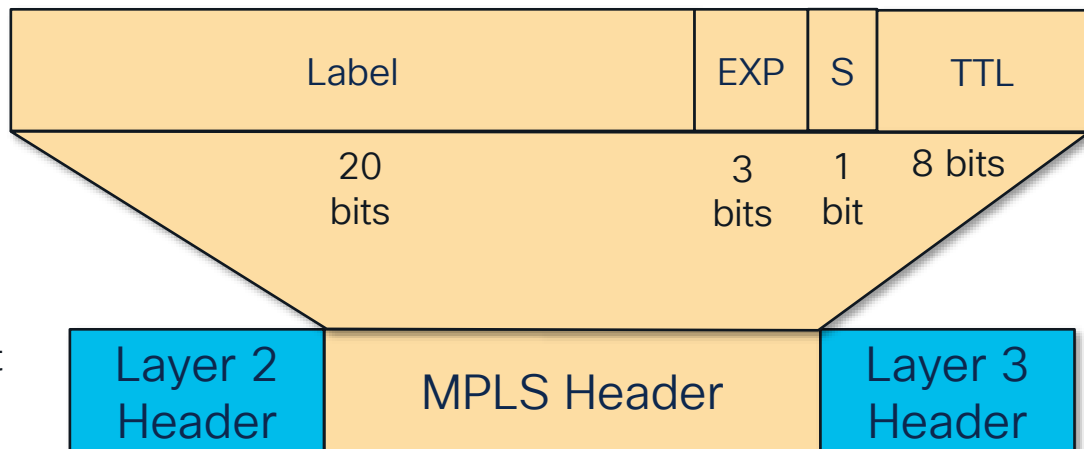 Label EXP S TTL
20 3 1 8 bits
bits bits bit
t
Layer 2 MPLS Header Layer 3
Header Header